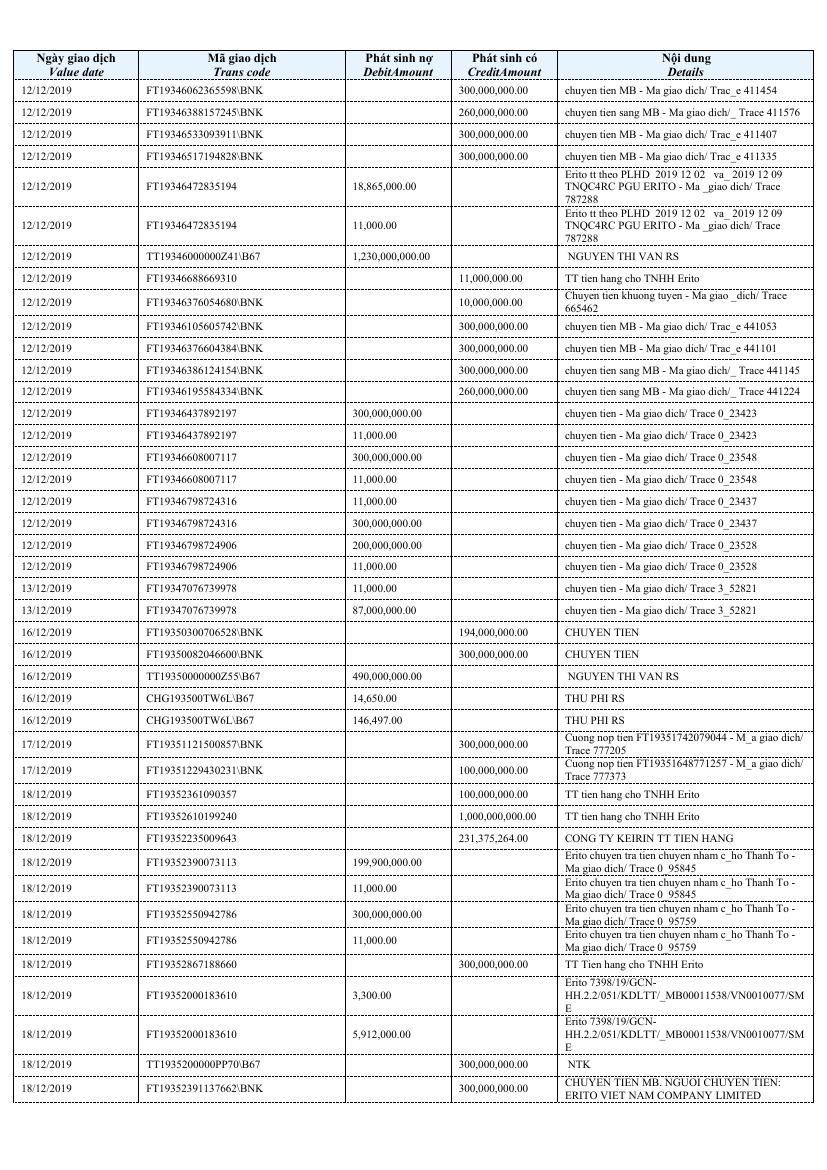 Ngày giao dịch Mã giao dịch Phát sinh nợ Phát sinh có Nội dung
Value date Trans code DebitAmount CreditAmount Details
12/12/2019 FT19346062365598\BNK 300,000,000.00 chuyen tien MB - Ma giao dich/ Trac_e 411454
12/12/2019 FT19346388157245\BNK 260,000,000.00 chuyen tien sang MB - Ma giao dich/_ Trace 411576
12/12/2019 FT19346533093911\BNK 300,000,000.00 chuyen tien MB - Ma giao dich/ Trac_e 411407
12/12/2019 FT19346517194828\BNK 300,000,000.00 chuyen tien MB - Ma giao dich/ Trac_e 411335
12/12/2019 FT19346472835194 18,865,000.00 Erito tt theo PLHD 2019 12 02 va_ 2019 12 09
TNQC4RC PGU ERITO - Ma _giao dich/ Trace
787288
12/12/2019 FT19346472835194 11,000.00 Erito tt theo PLHD 2019 12 02 va_ 2019 12 09
TNQC4RC PGU ERITO - Ma _giao dich/ Trace
787288
12/12/2019 TT19346000000Z41\B67 1,230,000,000.00 NGUYEN THI VAN RS
12/12/2019 FT19346688669310 11,000,000.00 TT tien hang cho TNHH Erito
12/12/2019 FT19346376054680\BNK 10,000,000.00 Chuyen tien khuong tuyen - Ma giao _dich/ Trace
665462
12/12/2019 FT19346105605742\BNK 300,000,000.00 chuyen tien MB - Ma giao dich/ Trac_e 441053
12/12/2019 FT19346376604384\BNK 300,000,000.00 chuyen tien MB - Ma giao dich/ Trac_e 441101
12/12/2019 FT19346386124154\BNK 300,000,000.00 chuyen tien sang MB - Ma giao dich/_ Trace 441145
12/12/2019 FT19346195584334\BNK 260,000,000.00 chuyen tien sang MB - Ma giao dich/_ Trace 441224
12/12/2019 FT19346437892197 300,000,000.00 chuyen tien - Ma giao dich/ Trace 0_23423
12/12/2019 FT19346437892197 11,000.00 chuyen tien - Ma giao dich/ Trace 0_23423
12/12/2019 FT19346608007117 300,000,000.00 chuyen tien - Ma giao dich/ Trace 0_23548
12/12/2019 FT19346608007117 11,000.00 chuyen tien - Ma giao dich/ Trace 0_23548
12/12/2019 FT19346798724316 11,000.00 chuyen tien - Ma giao dich/ Trace 0_23437
12/12/2019 FT19346798724316 300,000,000.00 chuyen tien - Ma giao dich/ Trace 0_23437
12/12/2019 FT19346798724906 200,000,000.00 chuyen tien - Ma giao dich/ Trace 0_23528
12/12/2019 FT19346798724906 11,000.00 chuyen tien - Ma giao dich/ Trace 0_23528
13/12/2019 FT19347076739978 11,000.00 chuyen tien - Ma giao dich/ Trace 3_52821
13/12/2019 FT19347076739978 87,000,000.00 chuyen tien - Ma giao dich/ Trace 3_52821
16/12/2019 FT19350300706528\BNK 194,000,000.00 CHUYEN TIEN
16/12/2019 FT19350082046600\BNK 300,000,000.00 CHUYEN TIEN
16/12/2019 TT19350000000Z55\B67 490,000,000.00 NGUYEN THI VAN RS
16/12/2019 CHG193500TW6L\B67 14,650.00 THU PHI RS
16/12/2019 CHG193500TW6L\B67 146,497.00 THU PHI RS
17/12/2019 FT19351121500857\BNK 300,000,000.00 Cuong nop tien FT19351742079044 - M_a giao dich/
Trace 777205
17/12/2019 FT19351229430231\BNK 100,000,000.00 Cuong nop tien FT19351648771257 - M_a giao dich/
Trace 777373
18/12/2019 FT19352361090357 100,000,000.00 TT tien hang cho TNHH Erito
18/12/2019 FT19352610199240 1,000,000,000.00 TT tien hang cho TNHH Erito
18/12/2019 FT19352235009643 231,375,264.00 CONG TY KEIRIN TT TIEN HANG
18/12/2019 FT19352390073113 199,900,000.00 Erito chuyen tra tien chuyen nham c_ho Thanh To -
Ma giao dich/ Trace 0_95845
18/12/2019 FT19352390073113 11,000.00 Erito chuyen tra tien chuyen nham c_ho Thanh To -
Ma giao dich/ Trace 0_95845
18/12/2019 FT19352550942786 300,000,000.00 Erito chuyen tra tien chuyen nham c_ho Thanh To -
Ma giao dich/ Trace 0_95759
18/12/2019 FT19352550942786 11,000.00 Erito chuyen tra tien chuyen nham c_ho Thanh To -
Ma giao dich/ Trace 0_95759
18/12/2019 FT19352867188660 300,000,000.00 TT Tien hang cho TNHH Erito
18/12/2019 FT19352000183610 3,300.00 Erito 7398/19/GCN-
HH.2.2/051/KDLTT/_MB00011538/VN0010077/SM
E
18/12/2019 FT19352000183610 5,912,000.00 Erito 7398/19/GCN-
HH.2.2/051/KDLTT/_MB00011538/VN0010077/SM
E
18/12/2019 TT1935200000PP70\B67 300,000,000.00 NTK
18/12/2019 FT19352391137662\BNK 300,000,000.00 CHUYEN TIEN MB. NGUOI CHUYEN TIEN:
ERITO VIET NAM COMPANY LIMITED